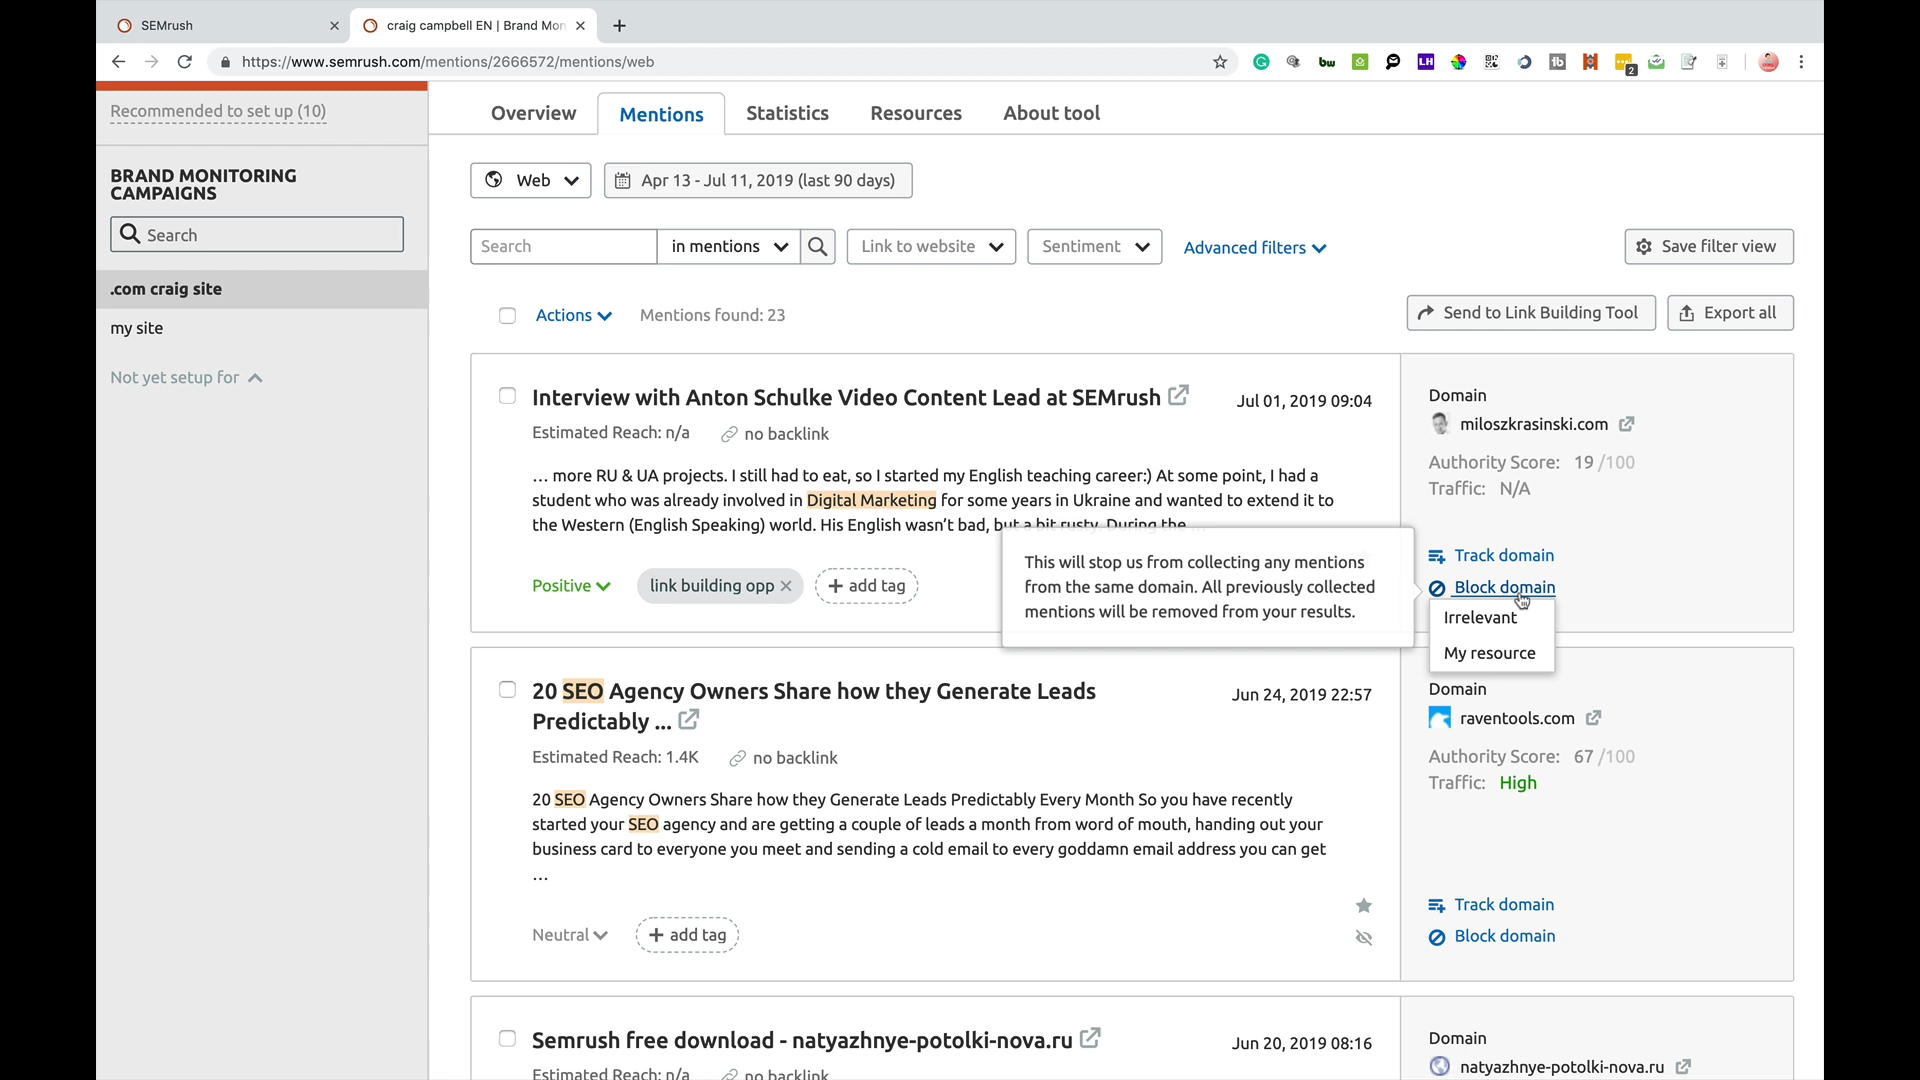 SEMrush
craig campbell EN | Brand Mon
https://www.semrush.com/mentions/2666572/mentions/web
bw
LH
tb
2
Recommended to set up (10)
BRAND MONITORING
CAMPAIGNS
Search
.com craig site
my site
Not yet setup for
Overview
Mentions
Statistics
Resources
About tool
Web
Apr 13 - Jul 11, 2019 (last 90 days)
Search
in mentions
Link to website
Sentiment
Advanced filters
Save filter view
Actions
Mentions found: 23
Send to Link Building Tool
Export all
Interview with Anton Schulke Video Content Lead at SEMrush
Jul 01, 2019 09:04
Estimated Reach: n/a
no backlink
... more RU & UA projects. I still had to eat, so I started my English teaching career:) At some point, I had a
student who was already involved in Digital Marketing for some years in Ukraine and wanted to extend it to
the Western (English Speaking) world. His English wasn't bad, but a bit rusty. During the ...
Positive
link building opp
+ add tag
Domain
miloszkrasinski.com
Authority Score: 19 /100
Traffic: N/A
Track domain
Block domain
This will stop us from collecting any mentions
from the same domain. All previously collected
mentions will be removed from your results.
Irrelevant
My resource
20 SEO Agency Owners Share how they Generate Leads
Predictably ...
Jun 24, 2019 22:57
Estimated Reach: 1.4K
no backlink
20 SEO Agency Owners Share how they Generate Leads Predictably Every Month So you have recently
started your SEO agency and are getting a couple of leads a month from word of mouth, handing out your
business card to everyone you meet and sending a cold email to every goddamn email address you can get
...
Neutral
+ add tag
Domain
raventools.com
Authority Score: 67 /100
Traffic: High
Track domain
Block domain
Semrush free download - natyazhnye-potolki-nova.ru
Jun 20, 2019 08:16
Estimated Reach: n/a
no backlink
Domain
natyazhnye-potolki-nova.ru